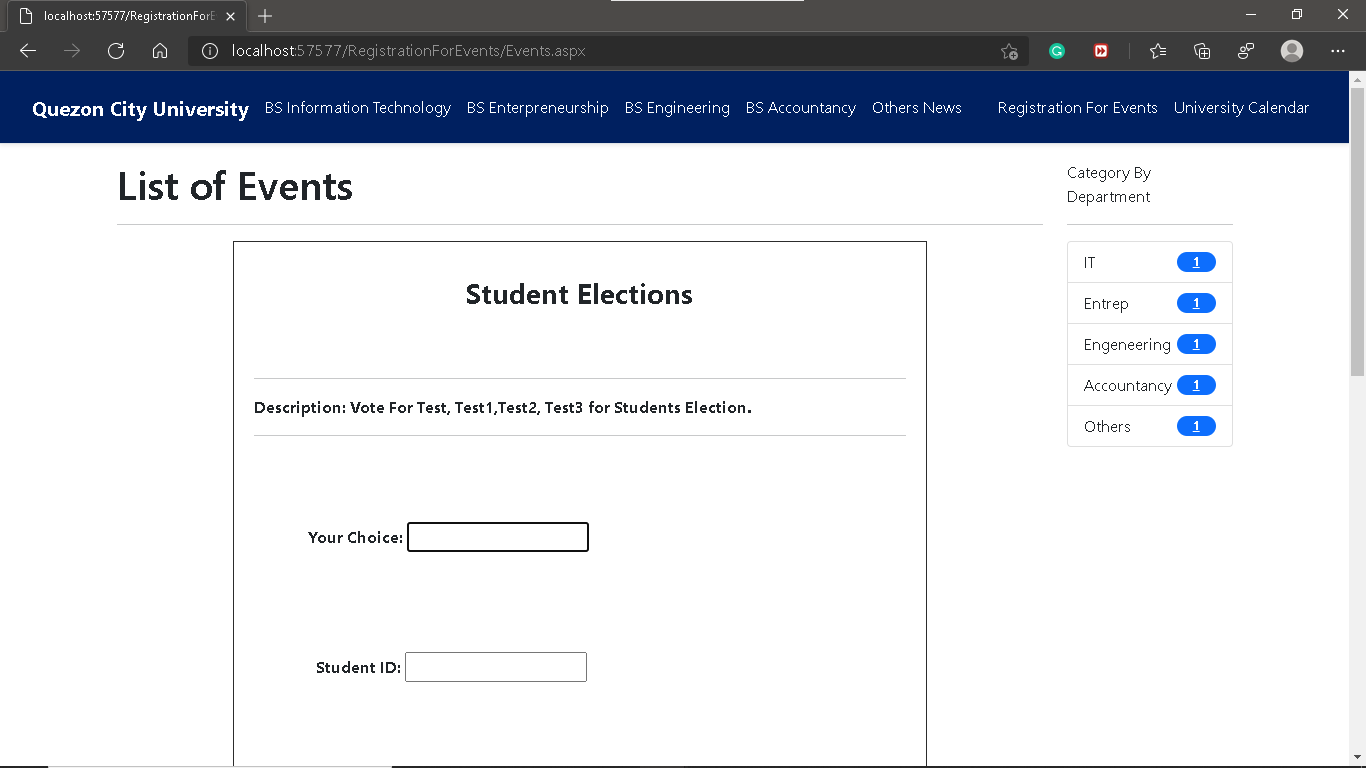 localhost:57577/RegistrationForE
localhost:57577/RegistrationForEvents/Events.aspx
Quezon City University BS Information Technology BS Enterpreneurship BS Engineering BS Accountancy Others News Registration For Events University Calendar
List of Events
Category By
Department
IT 1
Entrep 1
Engeneering 1
Accountancy 1
Others 1
Student Elections
Description: Vote For Test, Test1,Test2, Test3 for Students Election.
Your Choice:
Student ID: